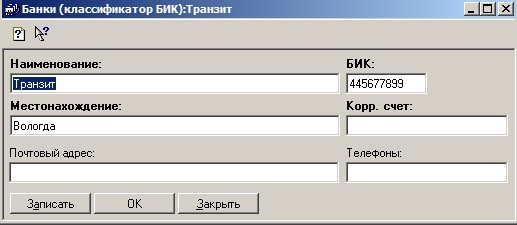 Банки (классификатор БИК):Транзит
Наименование: БИК:
Транзит 445677899
Местонахождение: Корр. счет:
Вологда
Почтовый адрес: Телефоны:
Записать OK Закрыть